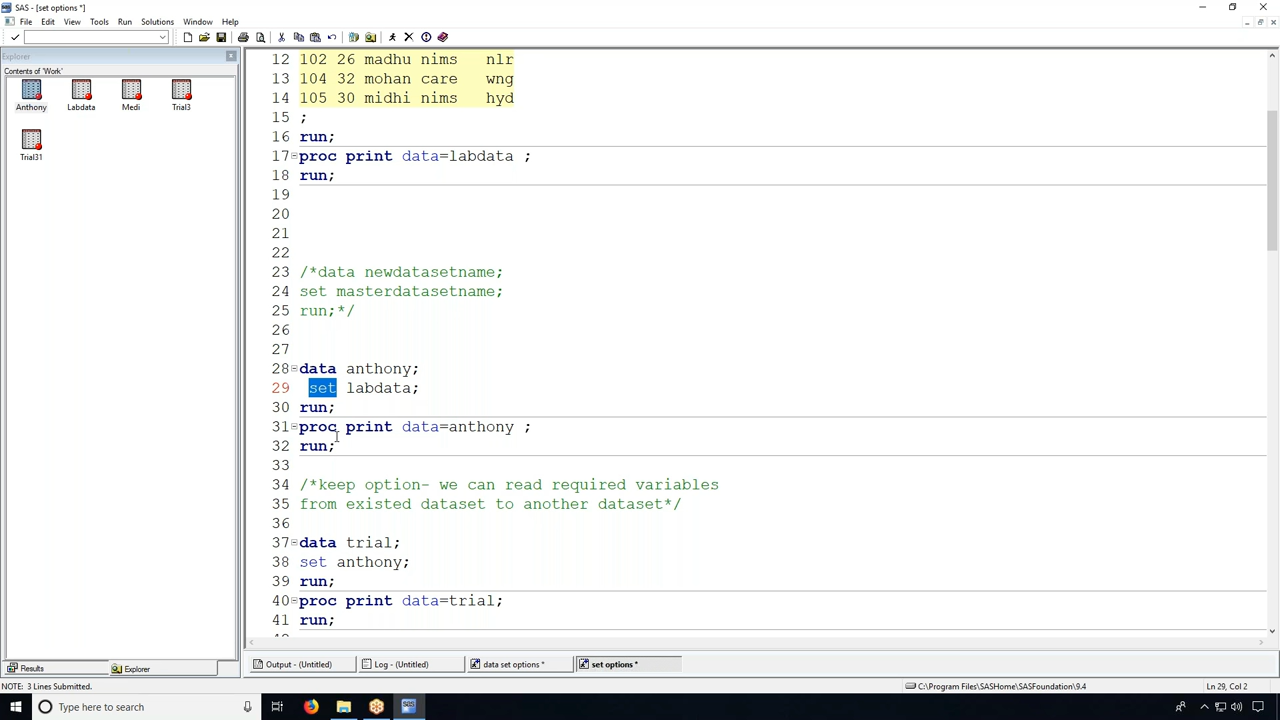 SAS - [set options *]
File Edit View Tools Run Solutions Window Help
Explorer
Contents of 'Work'
Anthony Labdata Medi Trial3
Trial31
12 102 26 madhu nims nlr
13 104 32 mohan care wng
14 105 30 midhi nims hyd
15 ;
16 run;
17 proc print data=labdata ;
18 run;
19
20
21
22
23 /*data newdatasetname;
24 set masterdatasetname;
25 run;*/
26
27
28 data anthony;
29 set labdata;
30 run;
31 proc print data=anthony ;
32 run;
33
34 /*keep option- we can read required variables
35 from existed dataset to another dataset*/
36
37 data trial;
38 set anthony;
39 run;
40 proc print data=trial;
41 run;
Results Explorer
Output - (Untitled) Log - (Untitled) data set options * set options *
NOTE: 3 Lines Submitted. C:\Program Files\SASHome\SASFoundation\9.4 Ln 29, Col 2
Type here to search